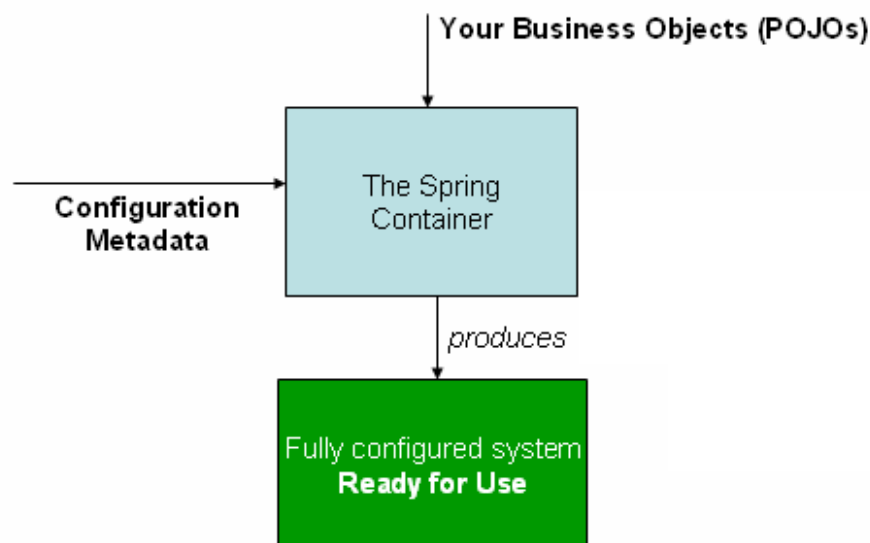 Your Business Objects (POJOs)
The Spring
Container
Configuration
Metadata
produces
Fully configured system
Ready for Use